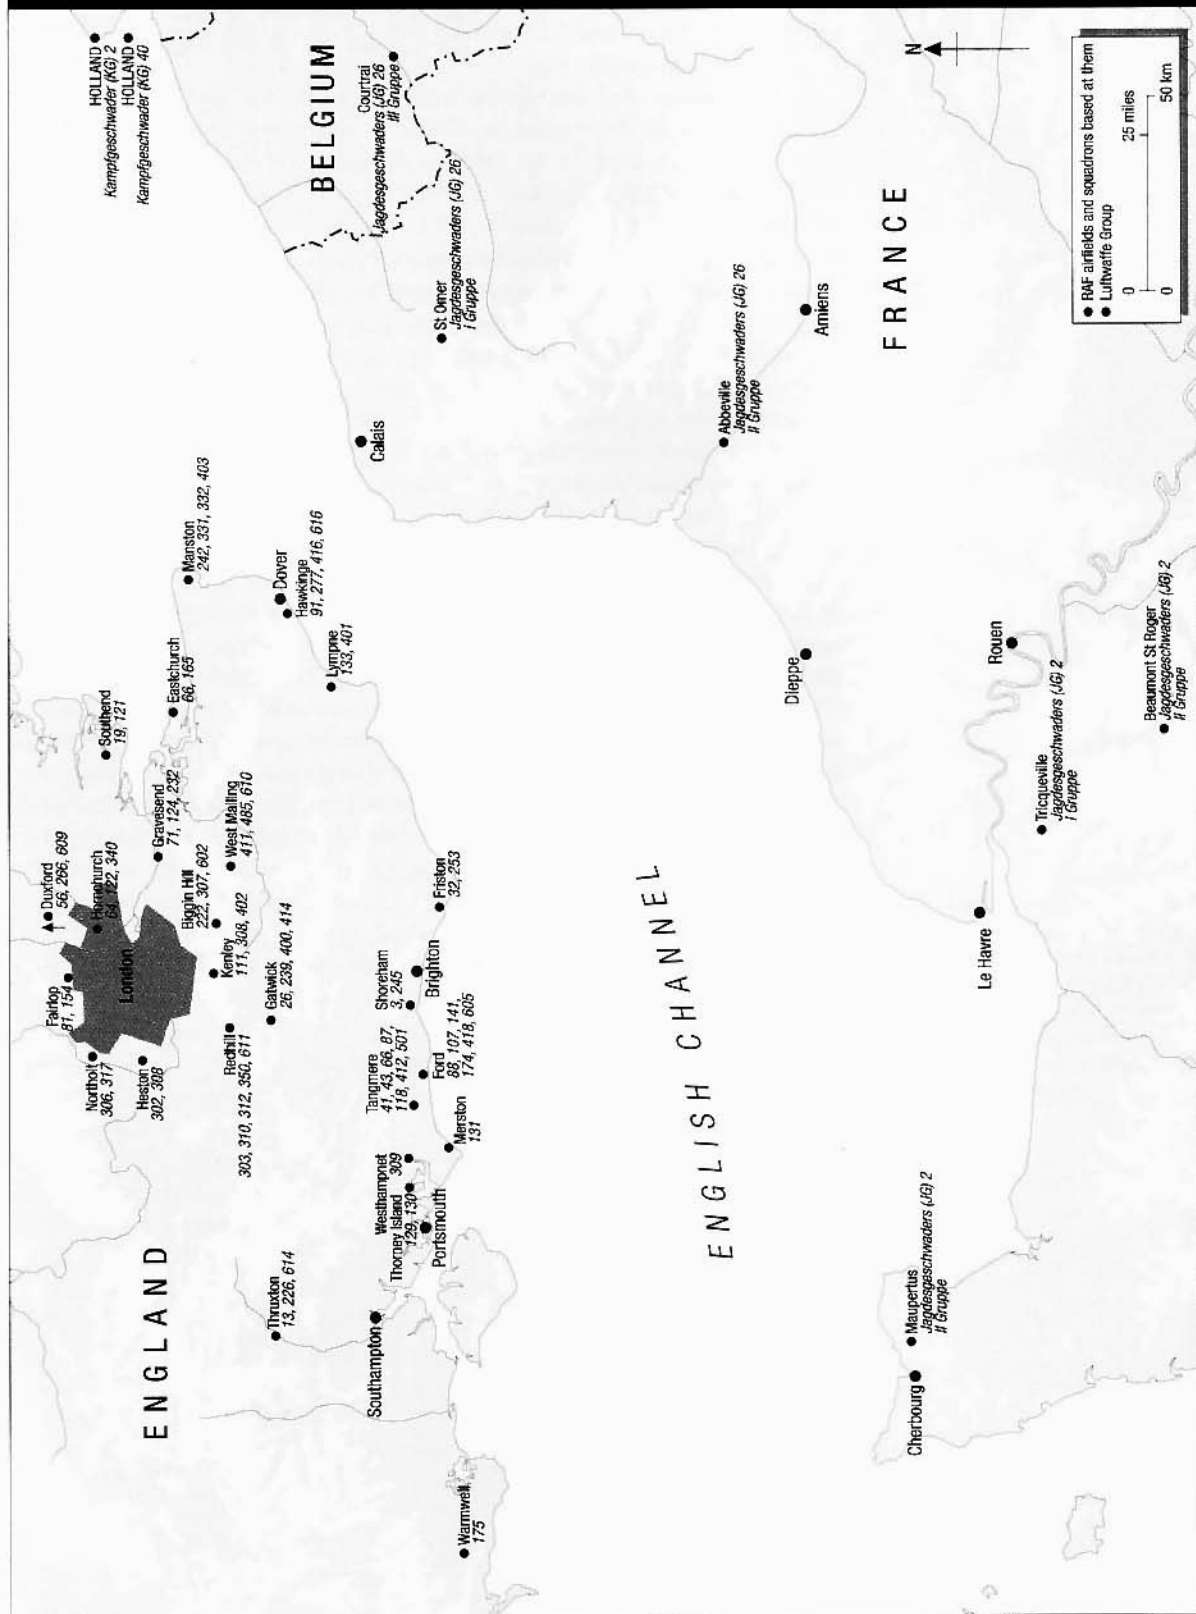 ENGLAND
Warmwell,
175
Southampton
Thruxton
13, 226, 614
Portsmouth
Thorney Island
129, 130
Westhampnet
309
Merston
131
Tangmere
41, 43, 66, 87,
118, 412, 501
Ford
88, 107, 141,
174, 418, 605
Shoreham
3, 245
Brighton
Friston
32, 253
Northolt
306, 317
Heston
302, 308
Fairlop
81, 154
London
Duxford
56, 266, 609
Hornchurch
64, 122, 340
Redhill
303, 310, 312, 350, 611
Kenley
111, 308, 402
Gatwick
26, 239, 400, 414
Biggin Hill
222, 307, 602
West Malling
411, 485, 610
Gravesend
71, 124, 232
Southend
19, 121
Eastchurch
66, 165
Manston
242, 331, 332, 403
Dover
Hawkinge
91, 277, 416, 616
Lympne
133, 401
HOLLAND
Kampfgeschwader (KG) 2
HOLLAND
Kampfgeschwader (KG) 40
BELGIUM
Courtrai
Jagdesgeschwaders (JG) 26
III Gruppe
St Omer
Jagdesgeschwaders (JG) 26
I Gruppe
Calais
Abbeville
Jagdesgeschwaders (JG) 26
II Gruppe
Amiens
FRANCE
ENGLISH CHANNEL
Dieppe
Rouen
Le Havre
Tricqueville
Jagdesgeschwaders (JG) 2
I Gruppe
Beaumont St Roger
Jagdesgeschwaders (JG) 2
II Gruppe
Cherbourg
Maupertus
Jagdesgeschwaders (JG) 2
II Gruppe
N
RAF airfields and squadrons based at them
Luftwaffe Group
0 25 miles
0 50 km